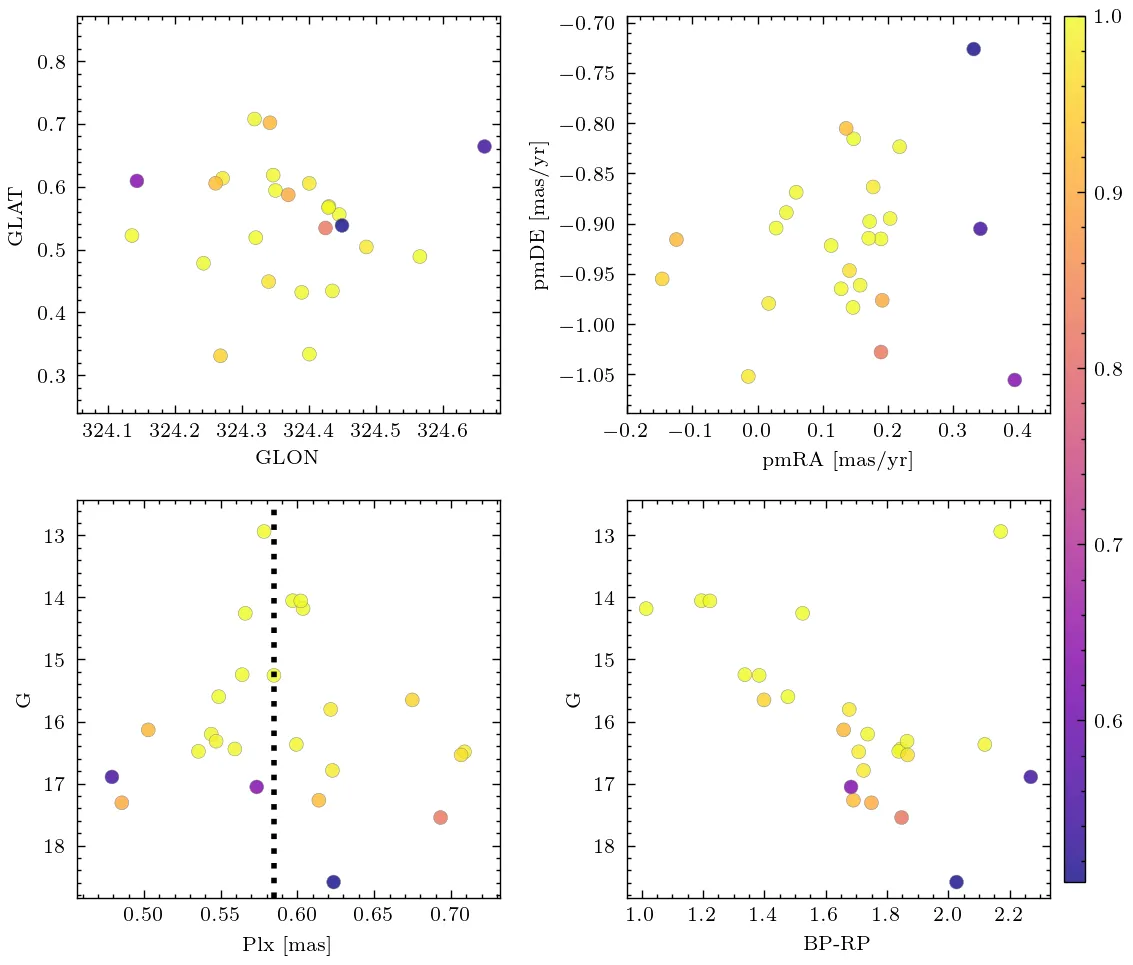 0.8
0.7
0.6
0.5
0.4
0.3
GLAT
324.1 324.2 324.3 324.4 324.5 324.6
GLON
−0.70
−0.75
−0.80
−0.85
−0.90
−0.95
−1.00
−1.05
pmDE [mas/yr]
−0.2 −0.1 0.0 0.1 0.2 0.3 0.4
pmRA [mas/yr]
13
14
15
16
17
18
G
0.50 0.55 0.60 0.65 0.70
Plx [mas]
13
14
15
16
17
18
G
1.0 1.2 1.4 1.6 1.8 2.0 2.2
BP-RP
1.0
0.9
0.8
0.7
0.6